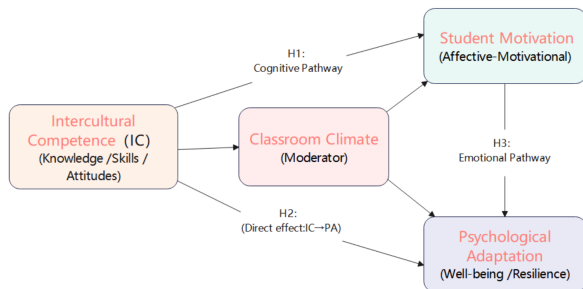 Student Motivation
(Affective-Motivational)
H1:
Cognitive Pathway
Intercultural
Competence (IC)
(Knowledge /Skills /
Attitudes)
Classroom Climate
(Moderator)
H3:
Emotional Pathway
H2:
(Direct effect:IC→PA)
Psychological
Adaptation
(Well-being /Resilience)